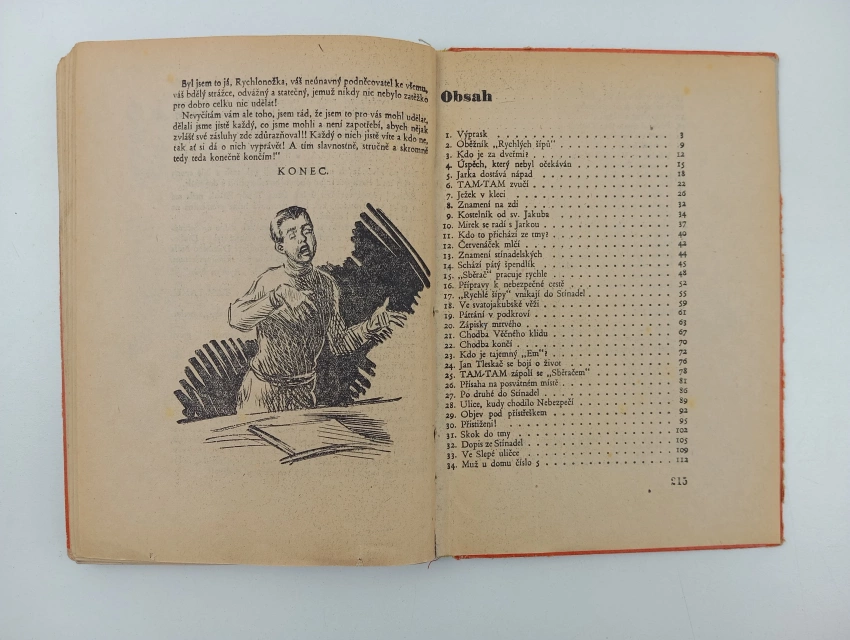 Byl jsem to já, Rychlonožka, váš neúnavný podněcovatel ke všemu,
váš bdělý strážce, odvážný a statečný, jemuž nikdy nic nebylo zatěžko
pro dobro celku nic udělat!
Nevyčítám vám ale toho, jsem rád, že jsem to pro vás mohl udělat,
dělali jsme jistě každý, co jsme mohli a není zapotřebí, abych nějak
zvlášť své zásluhy zde zdůrazňoval!! Každý o nich jistě víte a kdo ne,
tak ať si dá o nich vyprávět! A tím slavnostně, stručně a skromně
tedy teda konečně končím!"
KONEC.
Obsah
1. Výprask 3
2. Oběžník „Rychlých šípů" 9
3. Kdo je za dveřmi? 12
4. Úspěch, který nebyl očekáván 15
5. Jarka dostává nápad 18
6. TAM-TAM zvučí 22
7. Ježek v kleci 26
8. Znamení na zdi 32
9. Kostelník od sv. Jakuba 34
10. Mirek se radí s Jarkou 37
11. Kdo to přichází ze tmy? 40
12. Červenáček mlčí 42
13. Znamení stínadelských 44
14. Schází pátý špendlík 45
15. „Sběrač" pracuje rychle 48
16. Přípravy k nebezpečné cestě 52
17. „Rychlé šípy" vnikají do Stínadel 55
18. Ve svatojakubské věži 59
19. Pátrání v podkroví 61
20. Zápisky mrtvého 63
21. Chodba Věčného klidu 67
22. Chodba končí 70
23. Kdo je tajemný „Em"? 72
24. Jan Tleskač se bojí o život 76
25. TAM-TAM zápolí se „Sběračem" 78
26. Přísaha na posvátném místě 81
27. Po druhé do Stínadel 86
28. Ulice, kudy chodilo Nebezpečí 89
29. Objev pod přístřeškem 92
30. Přistiženi! 95
31. Skok do tmy 102
32. Dopis ze Stínadel 105
33. Ve Slepé uličce 109
34. Muž u domu číslo 5 112
215